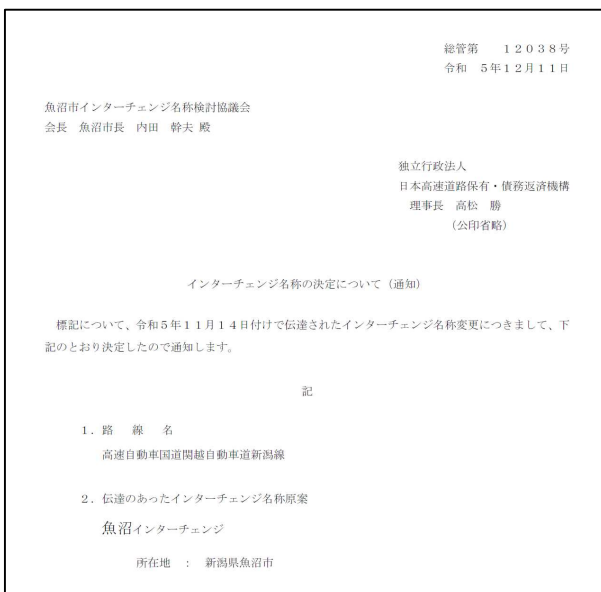 総管第　１２０３８号
令和　５年１２月１１日
魚沼市インターチェンジ名称検討協議会
会長　魚沼市長　内田　幹夫 殿
独立行政法人
日本高速道路保有・債務返済機構
理事長　高松　勝
（公印省略）
インターチェンジ名称の決定について（通知）
標記について、令和５年１１月１４日付けで伝達されたインターチェンジ名称変更につきまして、下
記のとおり決定したので通知します。
記
１．路　線　名
高速自動車国道関越自動車道新潟線
２．伝達のあったインターチェンジ名称原案
魚沼インターチェンジ
所在地　：　新潟県魚沼市